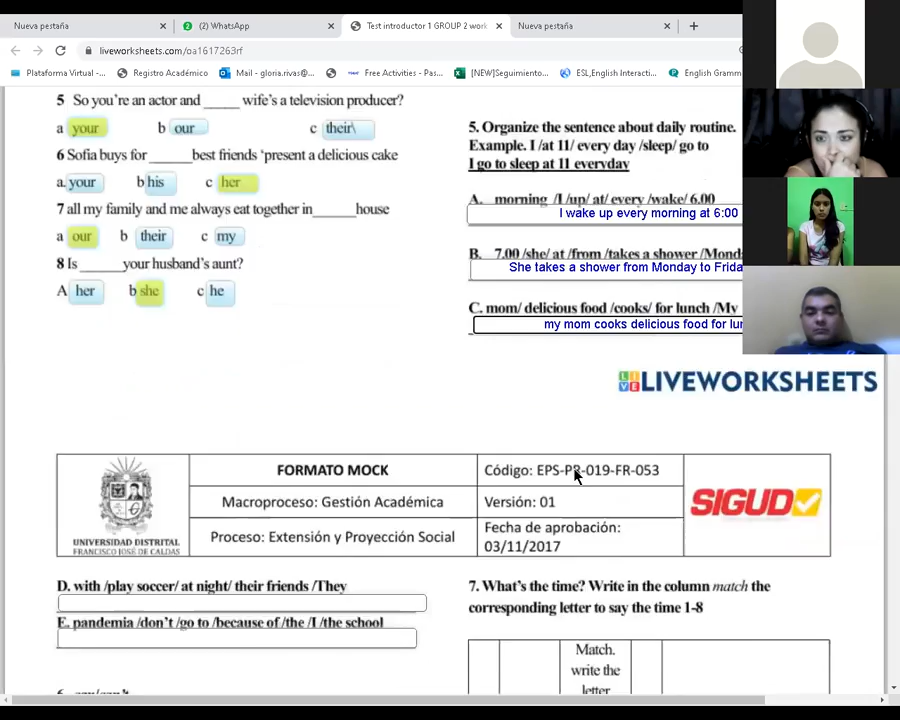 Nueva pestaña
(2) WhatsApp
Test introductor 1 GROUP 2 work
Nueva pestaña
liveworksheets.com/oa1617263rf
Plataforma Virtual -...
Registro Académico
Mail - gloria.rivas@...
Free Activities - Pas...
[NEW]Seguimiento...
ESL,English Interacti...
English Gramm
5 So you're an actor and _____ wife's a television producer?
a your b our c their\
6 Sofia buys for ______best friends 'present a delicious cake
a. your b his c her
7 all my family and me always eat together in______house
a our b their c my
8 Is ______your husband's aunt?
A her b she c he
5. Organize the sentence about daily routine.
Example. I /at 11/ every day /sleep/ go to
I go to sleep at 11 everyday
A. morning /I /up/ at/ every /wake/ 6.00
I wake up every morning at 6:00
B. 7.00 /she/ at /from /takes a shower /Mond
She takes a shower from Monday to Frida
C. mom/ delicious food /cooks/ for lunch /My
my mom cooks delicious food for lun
LIVE LIVEWORKSHEETS
UNIVERSIDAD DISTRITAL
FRANCISCO JOSÉ DE CALDAS
FORMATO MOCK
Macroproceso: Gestión Académica
Proceso: Extensión y Proyección Social
Código: EPS-PR-019-FR-053
Versión: 01
Fecha de aprobación:
03/11/2017
SIGUD
D. with /play soccer/ at night/ their friends /They
E. pandemia /don't /go to /because of /the /I /the school
7. What's the time? Write in the column match the
corresponding letter to say the time 1-8
Match.
write the
letter